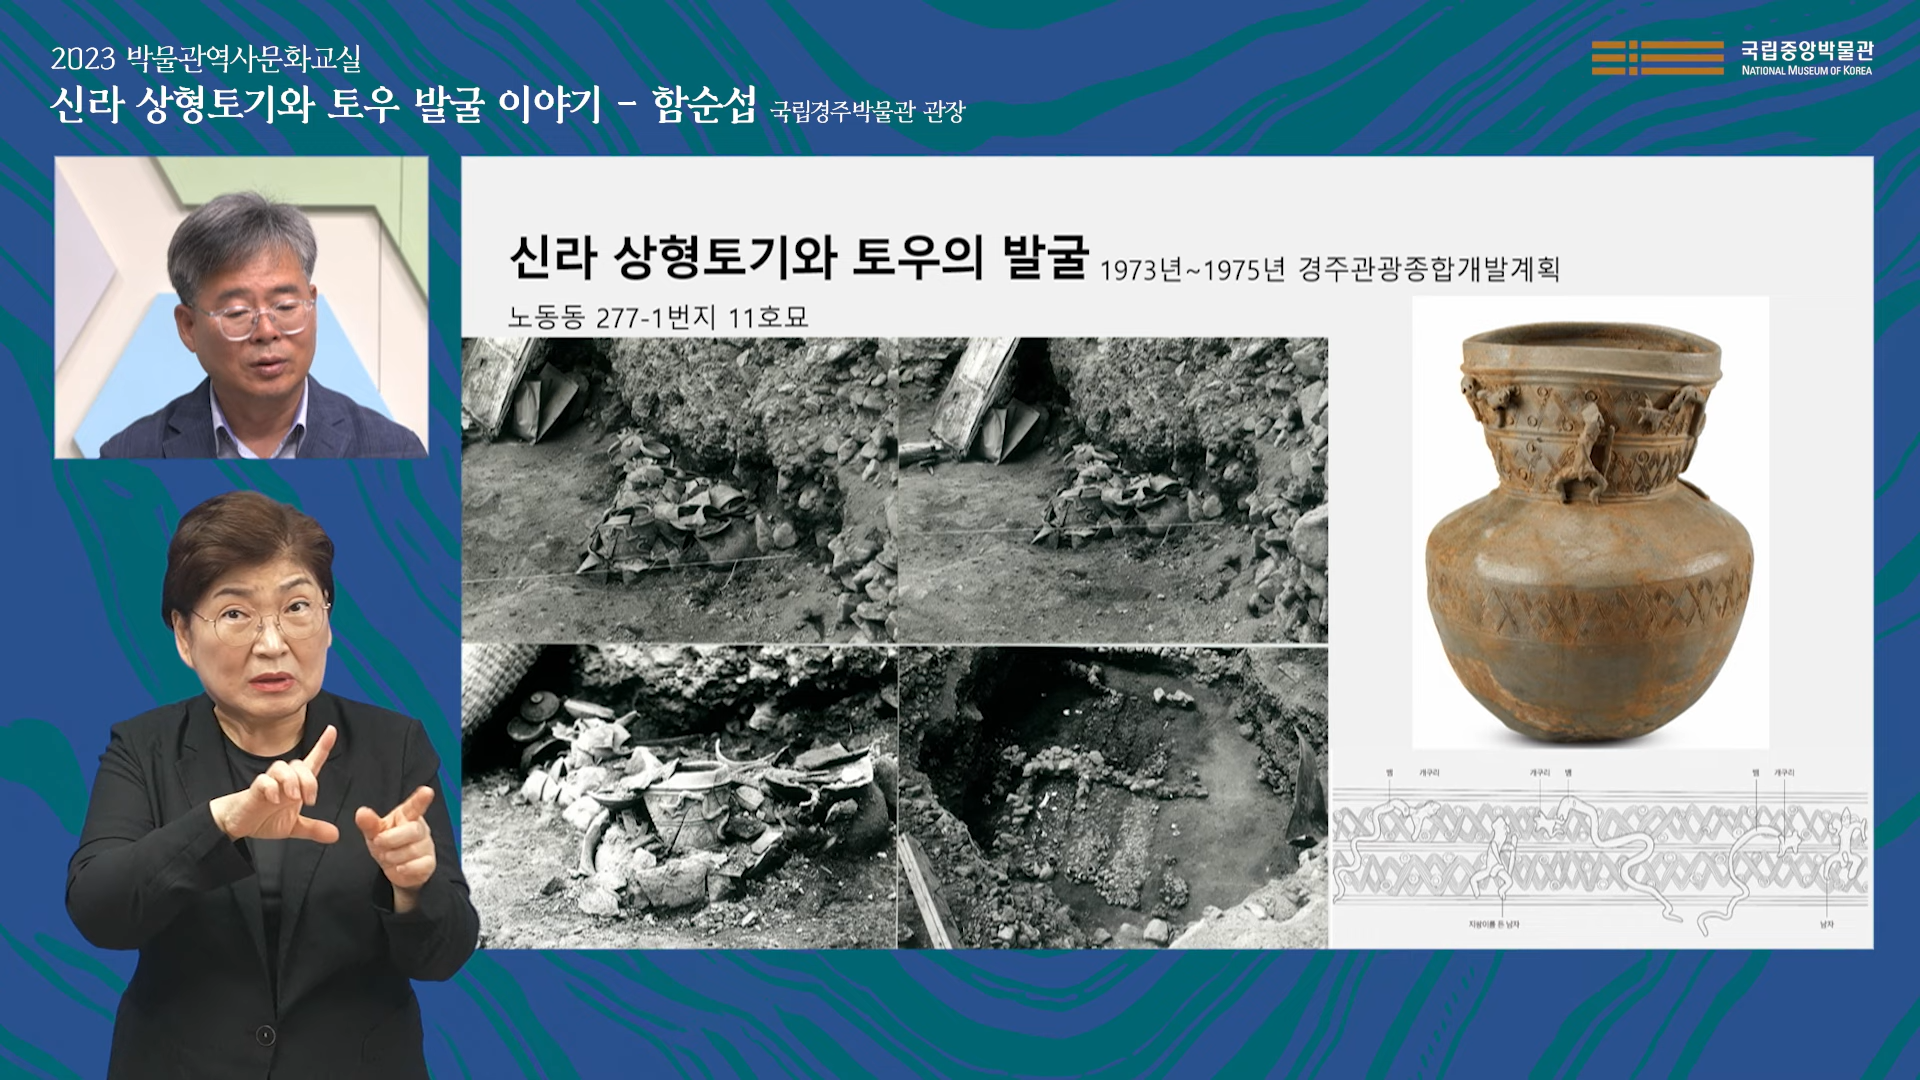 2023 박물관역사문화교실
신라 상형토기와 토우 발굴 이야기 - 함순섭 국립경주박물관 관장
국립중앙박물관
NATIONAL MUSEUM OF KOREA
신라 상형토기와 토우의 발굴 1973년~1975년 경주관광종합개발계획
노동동 277-1번지 11호묘
뱀 개구리 개구리 뱀 뱀 개구리
지팡이를 든 남자 남자